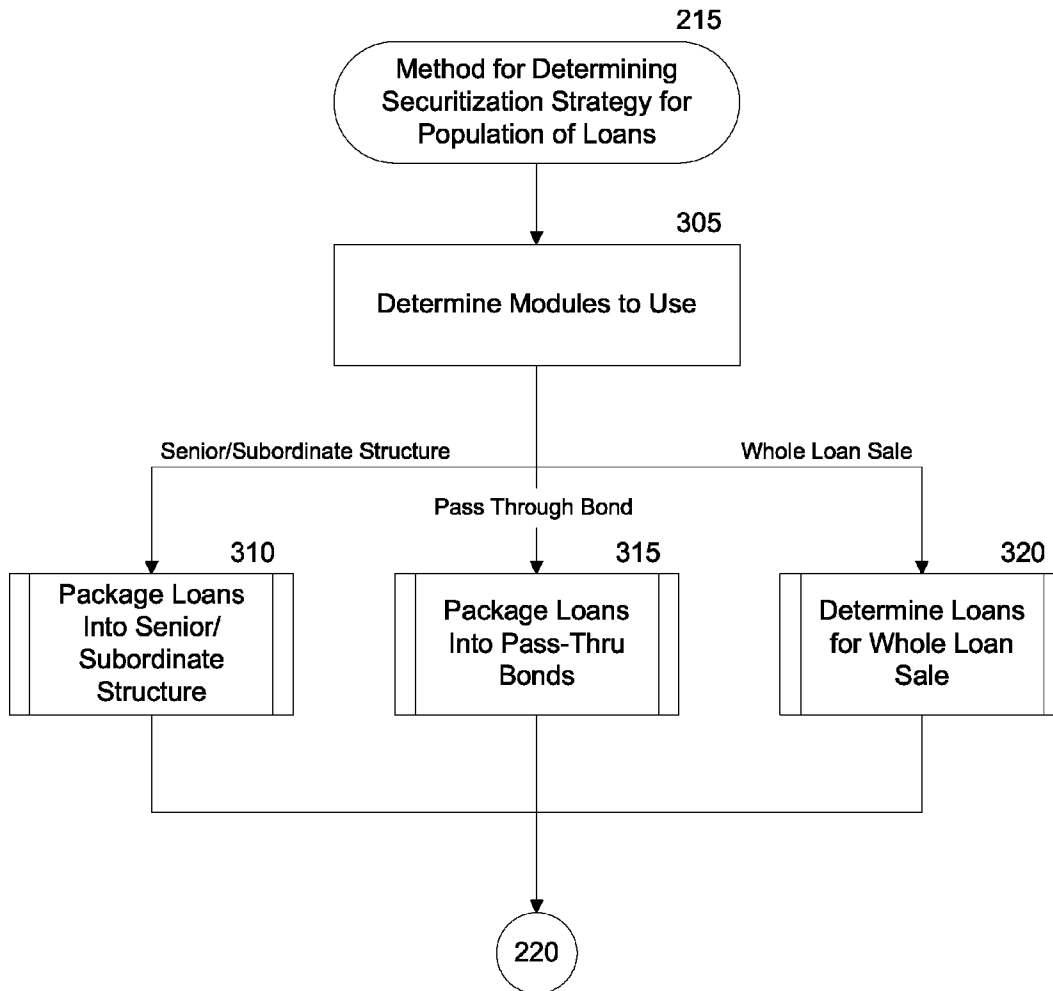 215
Method for Determining
Securitization Strategy for
Population of Loans
305
Determine Modules to Use
Senior/Subordinate Structure
Whole Loan Sale
Pass Through Bond
310
Package Loans
Into Senior/
Subordinate
Structure
315
Package Loans
Into Pass-Thru
Bonds
320
Determine Loans
for Whole Loan
Sale
220